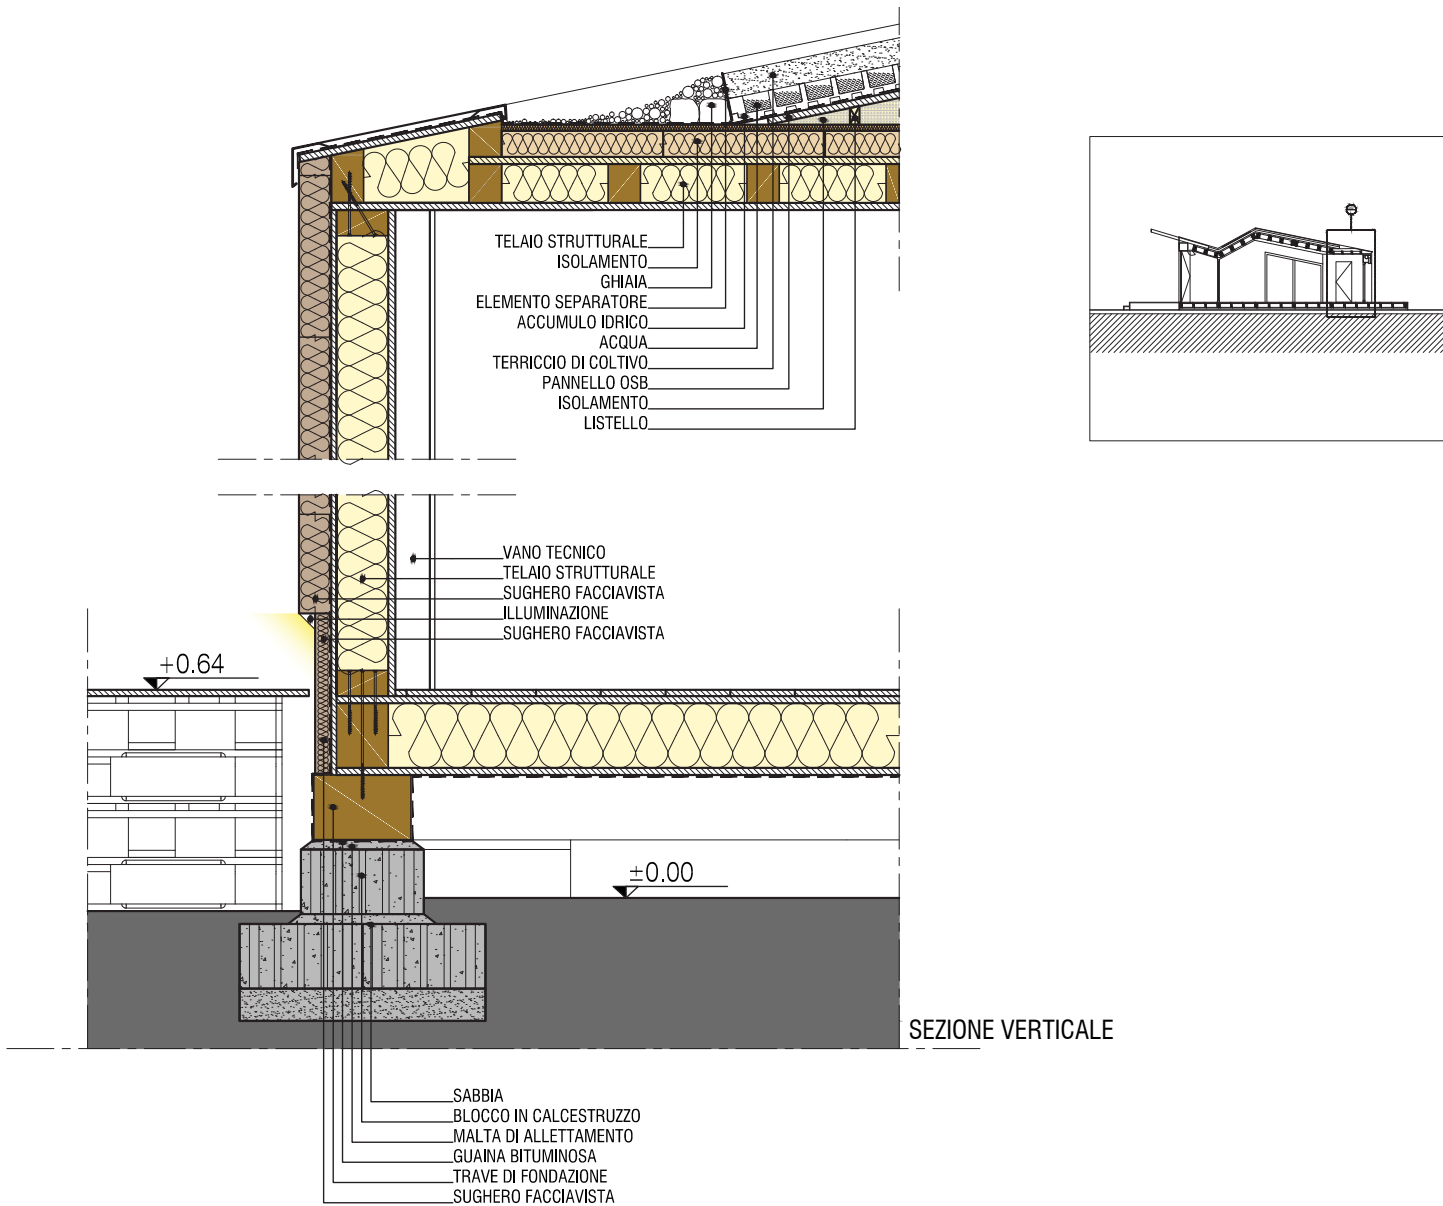 TELAIO STRUTTURALE
ISOLAMENTO
GHIAIA
ELEMENTO SEPARATORE
ACCUMULO IDRICO
ACQUA
TERRICCIO DI COLTIVO
PANNELLO OSB
ISOLAMENTO
LISTELLO
VANO TECNICO
TELAIO STRUTTURALE
SUGHERO FACCIAVISTA
ILLUMINAZIONE
SUGHERO FACCIAVISTA
+0.64
±0.00
SEZIONE VERTICALE
SABBIA
BLOCCO IN CALCESTRUZZO
MALTA DI ALLETTAMENTO
GUAINA BITUMINOSA
TRAVE DI FONDAZIONE
SUGHERO FACCIAVISTA